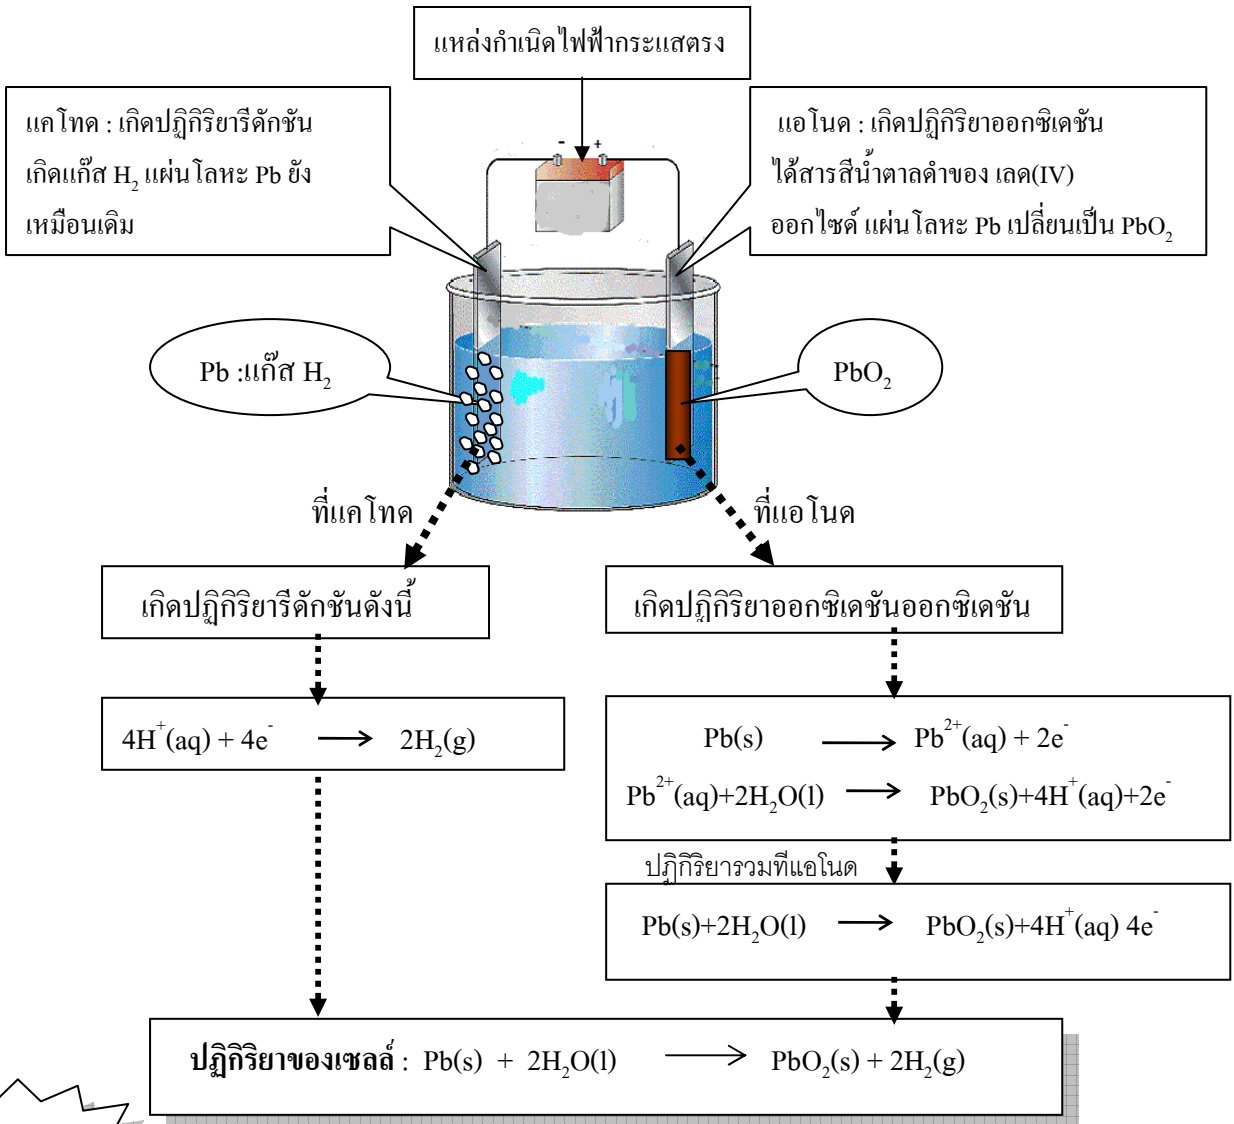 แหล่งกำเนิดไฟฟ้ากระแสตรง
แคโทด : เกิดปฏิกิริยารีดักชัน
เกิดแก๊ส H₂ แผ่นโลหะ Pb ยัง
เหมือนเดิม
แอโนด : เกิดปฏิกิริยาออกซิเดชัน
ได้สารสีน้ำตาลดำของ เลด(IV)
ออกไซด์ แผ่นโลหะ Pb เปลี่ยนเป็น PbO₂
- +
Pb :แก๊ส H₂
PbO₂
ที่แคโทด
ที่แอโนด
เกิดปฏิกิริยารีดักชันดังนี้
เกิดปฏิกิริยาออกซิเดชันออกซิเดชัน
4H⁺(aq) + 4e⁻ → 2H₂(g)
Pb(s) → Pb²⁺(aq) + 2e⁻
Pb²⁺(aq)+2H₂O(l) → PbO₂(s)+4H⁺(aq)+2e⁻
ปฏิกิริยารวมที่แอโนด
Pb(s)+2H₂O(l) → PbO₂(s)+4H⁺(aq) 4e⁻
ปฏิกิริยาของเซลล์ : Pb(s) + 2H₂O(l) → PbO₂(s) + 2H₂(g)